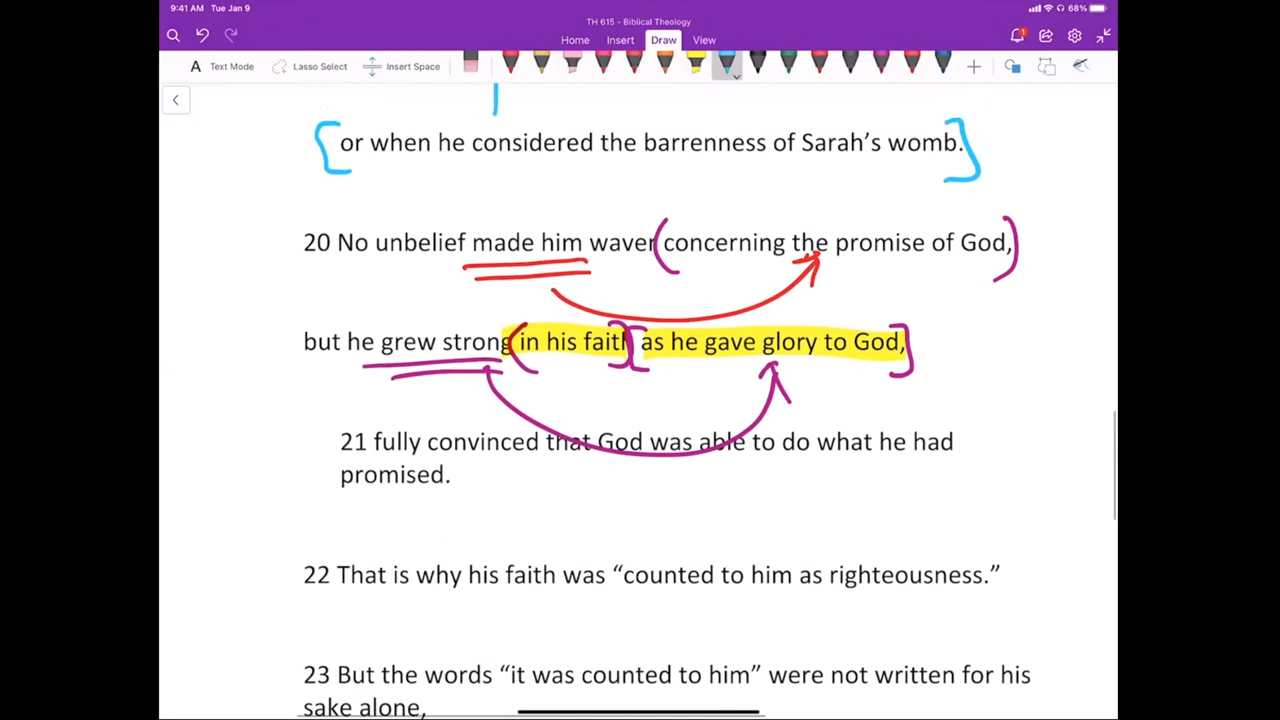 9:41 AM Tue Jan 9
68%
TH 615 - Biblical Theology
Home Insert Draw View
1
A Text Mode Lasso Select Insert Space
or when he considered the barrenness of Sarah's womb.
20 No unbelief made him waver concerning the promise of God,
but he grew strong in his faith as he gave glory to God,
21 fully convinced that God was able to do what he had
promised.
22 That is why his faith was “counted to him as righteousness.”
23 But the words “it was counted to him” were not written for his
sake alone,